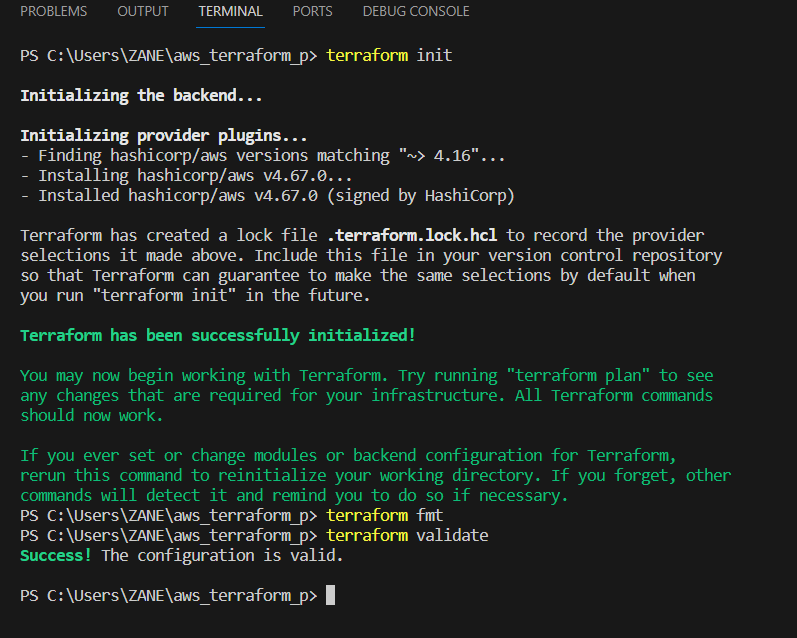 PROBLEMS OUTPUT TERMINAL PORTS DEBUG CONSOLE
PS C:\Users\ZANE\aws_terraform_p> terraform init
Initializing the backend...
Initializing provider plugins...
- Finding hashicorp/aws versions matching "~> 4.16"...
- Installing hashicorp/aws v4.67.0...
- Installed hashicorp/aws v4.67.0 (signed by HashiCorp)
Terraform has created a lock file .terraform.lock.hcl to record the provider
selections it made above. Include this file in your version control repository
so that Terraform can guarantee to make the same selections by default when
you run "terraform init" in the future.
Terraform has been successfully initialized!
You may now begin working with Terraform. Try running "terraform plan" to see
any changes that are required for your infrastructure. All Terraform commands
should now work.
If you ever set or change modules or backend configuration for Terraform,
rerun this command to reinitialize your working directory. If you forget, other
commands will detect it and remind you to do so if necessary.
PS C:\Users\ZANE\aws_terraform_p> terraform fmt
PS C:\Users\ZANE\aws_terraform_p> terraform validate
Success! The configuration is valid.
PS C:\Users\ZANE\aws_terraform_p>